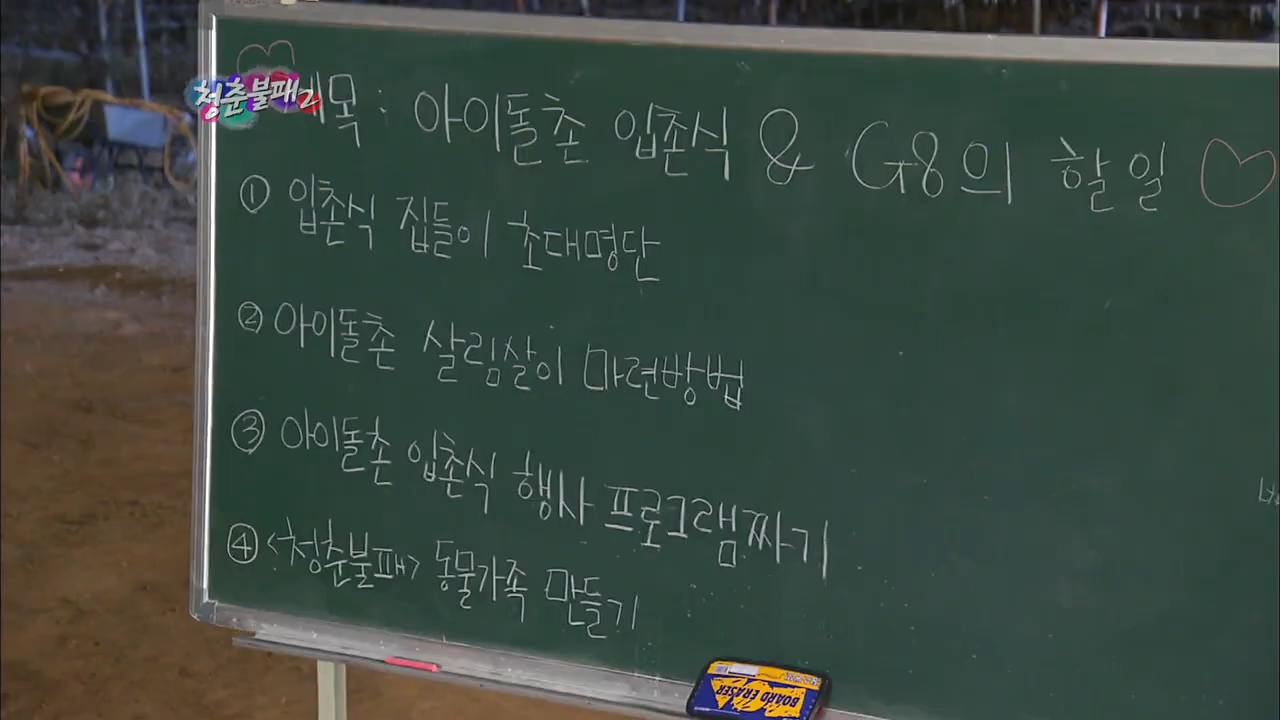 청춘불패2
제목 : 아이돌촌 입촌식 & G8의 할 일
① 입촌식 집들이 초대명단
② 아이돌촌 살림살이 마련방법
③ 아이돌촌 입촌식 행사 프로그램짜기
④ <청춘불패> 동물가족 만들기
BOARD ERASER